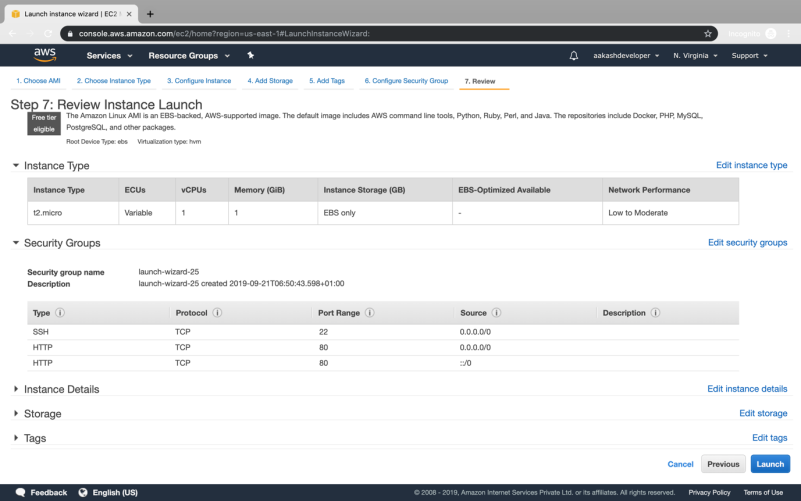 Launch instance wizard | EC2
console.aws.amazon.com/ec2/home?region=us-east-1#LaunchInstanceWizard:
Incognito
aws
Services
Resource Groups
aakashdeveloper
N. Virginia
Support
1. Choose AMI
2. Choose Instance Type
3. Configure Instance
4. Add Storage
5. Add Tags
6. Configure Security Group
7. Review
Step 7: Review Instance Launch
Free tier
eligible
The Amazon Linux AMI is an EBS-backed, AWS-supported image. The default image includes AWS command line tools, Python, Ruby, Perl, and Java. The repositories include Docker, PHP, MySQL,
PostgreSQL, and other packages.
Root Device Type: ebs Virtualization type: hvm
Instance Type
Edit instance type
Instance Type ECUs vCPUs Memory (GiB) Instance Storage (GB) EBS-Optimized Available Network Performance
t2.micro Variable 1 1 EBS only - Low to Moderate
Security Groups
Edit security groups
Security group name launch-wizard-25
Description launch-wizard-25 created 2019-09-21T06:50:43.598+01:00
Type Protocol Port Range Source Description
SSH TCP 22 0.0.0.0/0
HTTP TCP 80 0.0.0.0/0
HTTP TCP 80 ::/0
Instance Details
Edit instance details
Storage
Edit storage
Tags
Edit tags
Cancel Previous Launch
Feedback English (US)
© 2008 - 2019, Amazon Internet Services Private Ltd. or its affiliates. All rights reserved. Privacy Policy Terms of Use